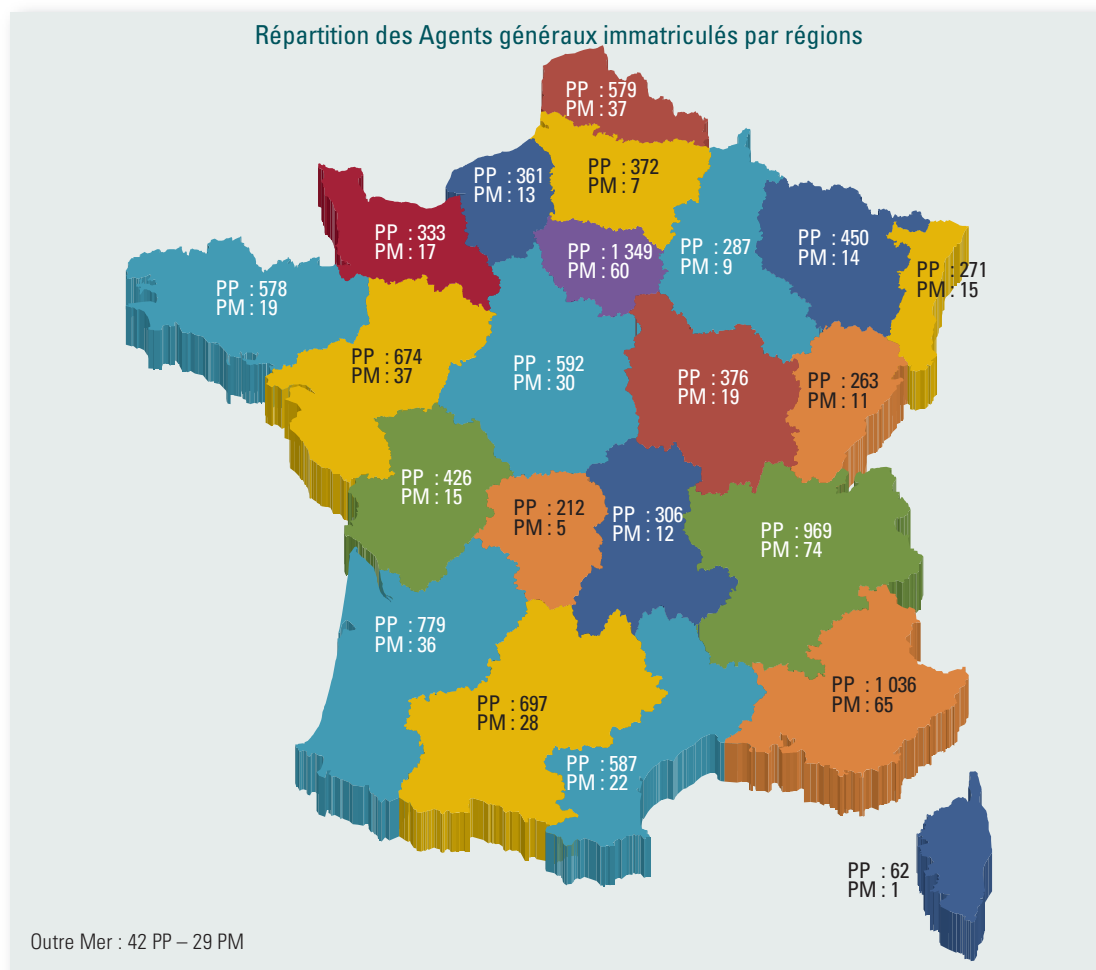 Répartition des Agents généraux immatriculés par régions
PP : 579
PM : 37
PP : 372
PM : 7
PP : 361
PM : 13
PP : 333
PM : 17
PP : 1 349
PM : 60
PP : 287
PM : 9
PP : 450
PM : 14
PP : 271
PM : 15
PP : 578
PM : 19
PP : 674
PM : 37
PP : 592
PM : 30
PP : 376
PM : 19
PP : 263
PM : 11
PP : 426
PM : 15
PP : 212
PM : 5
PP : 306
PM : 12
PP : 969
PM : 74
PP : 779
PM : 36
PP : 697
PM : 28
PP : 1 036
PM : 65
PP : 587
PM : 22
PP : 62
PM : 1
Outre Mer : 42 PP – 29 PM